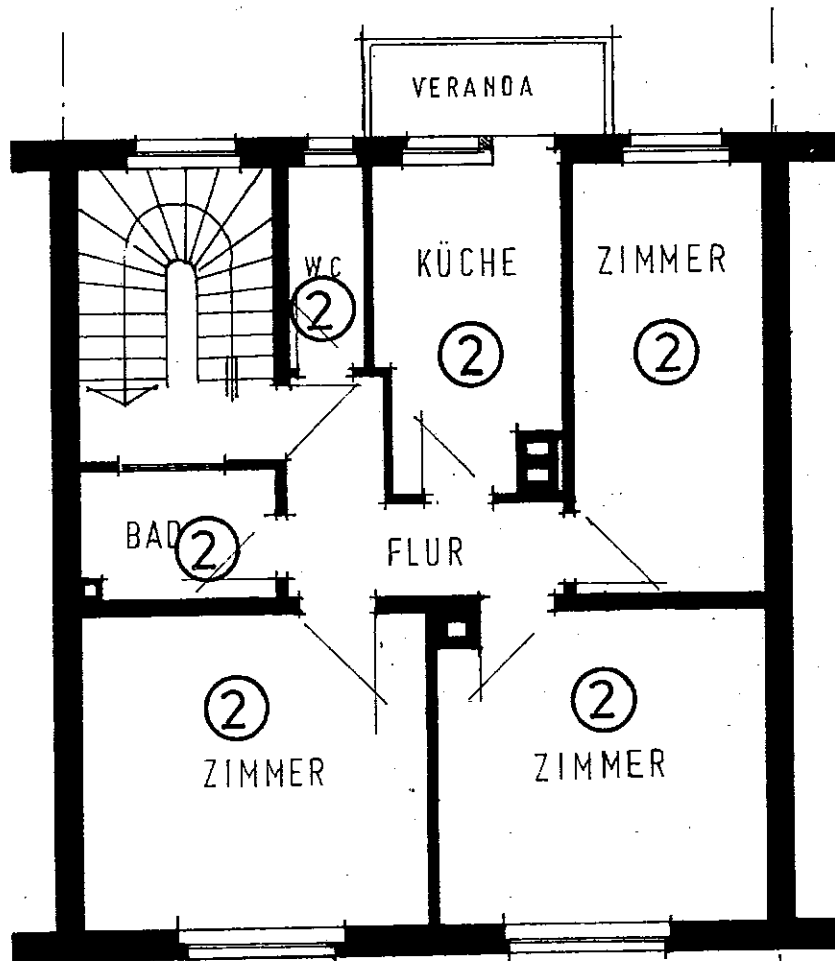 VERANDA
WC
②
KÜCHE
②
ZIMMER
②
BAD
②
FLUR
②
ZIMMER
②
ZIMMER